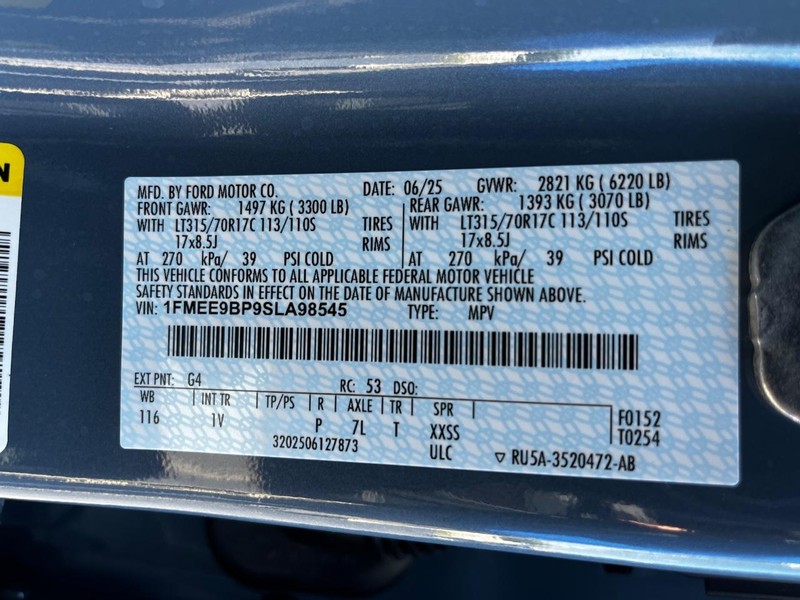 N
MFD. BY FORD MOTOR CO. DATE: 06/25 GVWR: 2821 KG ( 6220 LB)
FRONT GAWR: 1497 KG ( 3300 LB) REAR GAWR: 1393 KG ( 3070 LB)
WITH LT315/70R17C 113/110S TIRES WITH LT315/70R17C 113/110S TIRES
17x8.5J RIMS 17x8.5J RIMS
AT 270 kPa/ 39 PSI COLD AT 270 kPa/ 39 PSI COLD
THIS VEHICLE CONFORMS TO ALL APPLICABLE FEDERAL MOTOR VEHICLE
SAFETY STANDARDS IN EFFECT ON THE DATE OF MANUFACTURE SHOWN ABOVE.
VIN: 1FMEE9BP9SLA98545 TYPE: MPV
EXT PNT: G4 RC: 53 DSO:
WB INT TR TP/PS R AXLE TR SPR F0152
116 1V P 7L T XXSS T0254
3202506127873 ULC RU5A-3520472-AB